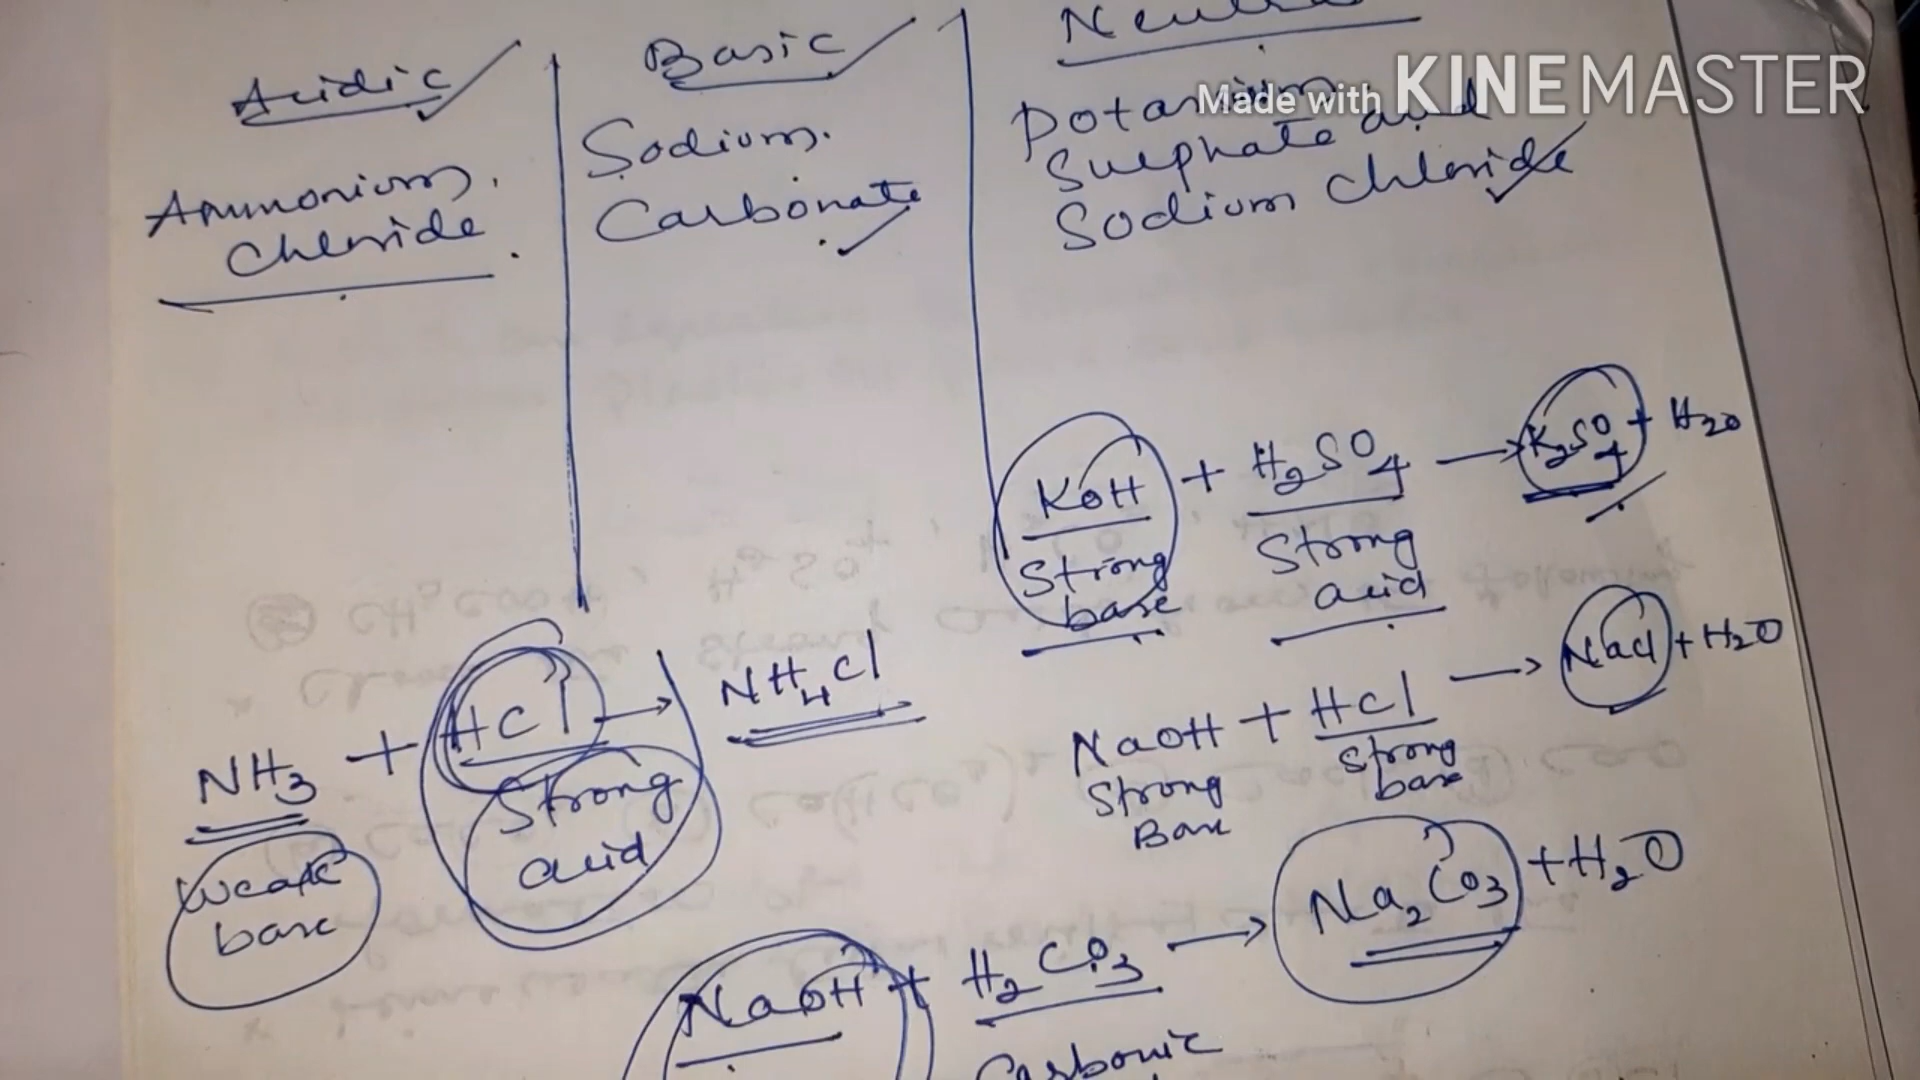 Acidic
Ammonium
Chloride
Basic
Sodium
Carbonate
Made with KINEMASTER
Sulphate and
Sodium Chloride
KOH + H2SO4 → K2SO4 + H2O
Strong base
Strong acid
NH3 + HCl → NH4Cl
Weak base
Strong acid
NaOH + HCl → NaCl + H2O
Strong Base
Strong base
NaOH + H2CO3 → Na2CO3 + H2O
Carbonic